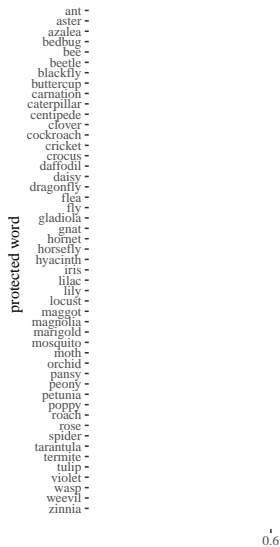 ant
aster
azalea
bedbug
bee
beetle
blackfly
buttercup
carnation
caterpillar
centipede
clover
cockroach
cricket
crocus
daffodil
daisy
dragonfly
flea
fly
gladiola
gnat
hornet
horsefly
hyacinth
iris
lilac
lily
locust
maggot
magnolia
marigold
mosquito
moth
orchid
pansy
peony
petunia
poppy
roach
rose
spider
tarantula
termite
tulip
violet
wasp
weevil
zinnia
protected word
0.6